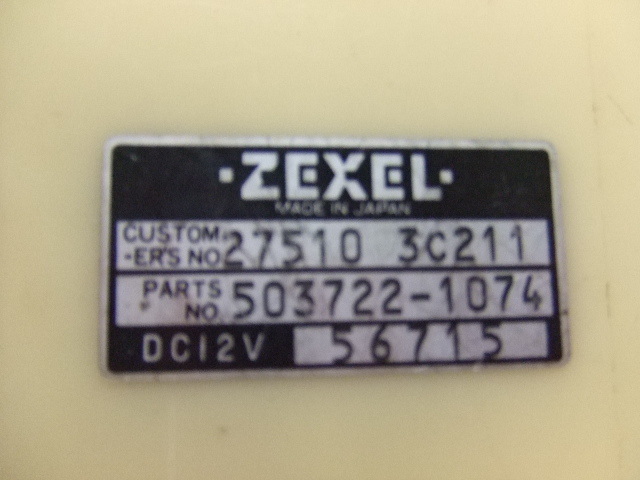 ·ZEXEL·
MADE IN JAPAN
CUSTOM
-ER'S NO. 27510 3C211
PARTS
NO. 503722-1074
DC12V 56715